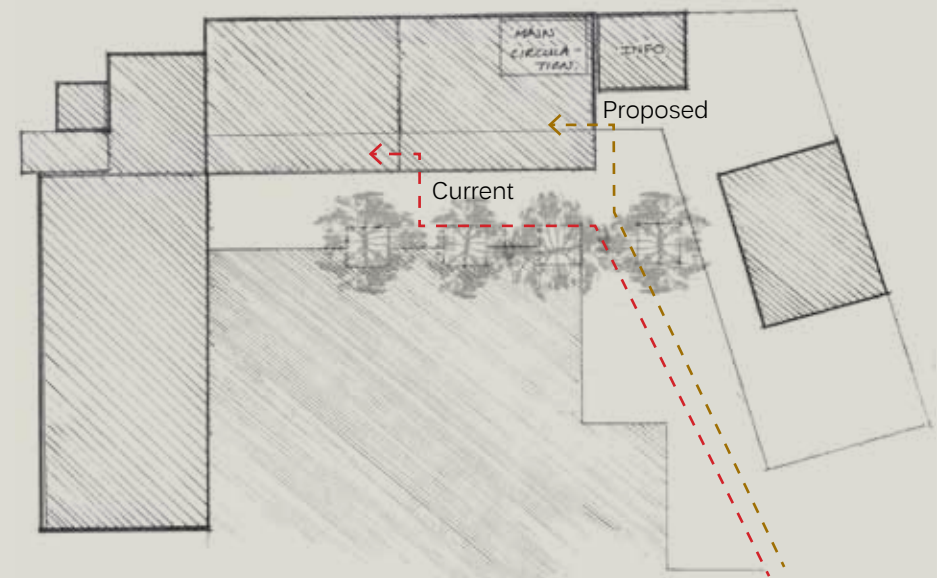 MAIN
CIRCULA-
TION.
INFO
Proposed
Current